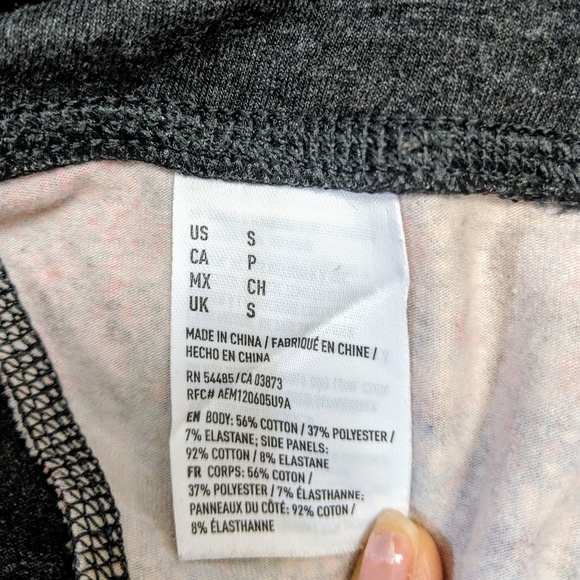 US S
CA P
MX CH
UK S
MADE IN CHINA / FABRIQUÉ EN CHINE /
HECHO EN CHINA
RN 54485/CA 03873
RFC# AEM120605U9A
EN BODY: 56% COTTON / 37% POLYESTER /
7% ELASTANE; SIDE PANELS:
92% COTTON / 8% ELASTANE
FR CORPS: 56% COTON /
37% POLYESTER / 7% ÉLASTHANNE;
PANNEAUX DU CÔTÉ: 92% COTON /
8% ÉLASTHANNE